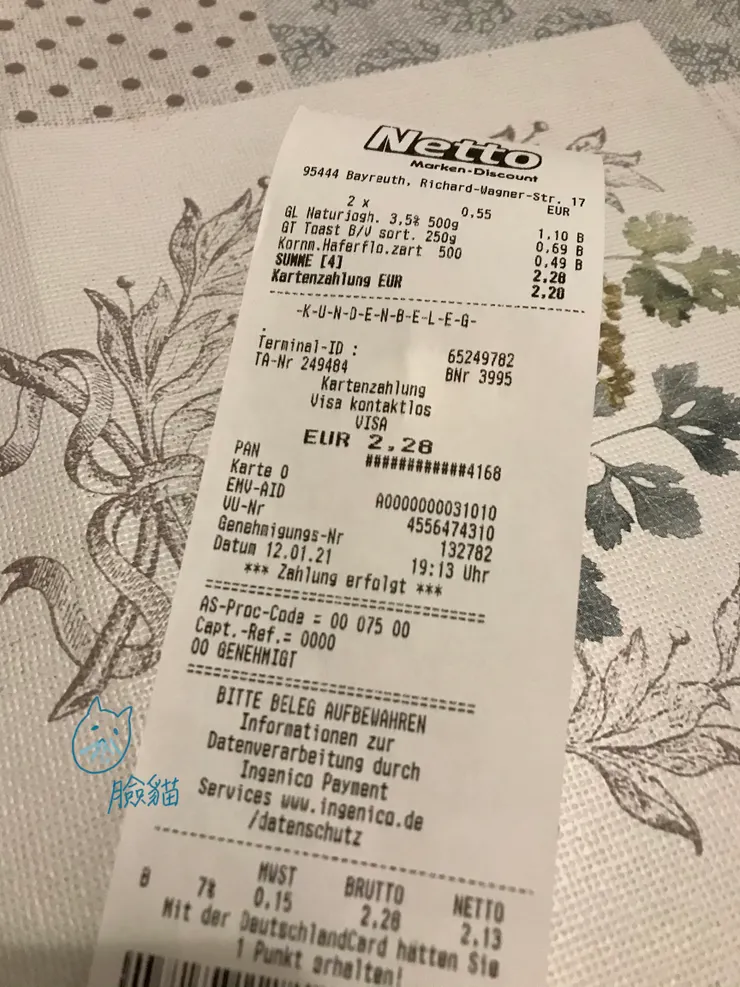 Netto
Marken-Discount
95444 Bayreuth, Richard-Wagner-Str. 17
EUR
2 x 0,55
GL Naturjogh. 3,5% 500g 1,10 B
GT Toast B/V sort. 250g 0,69 B
Kornm.Haferflo.zart 500 0,49 B
SUMME [4] 2,28
Kartenzahlung EUR 2,28
-K-U-N-D-E-N-B-E-L-E-G-
Terminal-ID : 65249782
TA-Nr 249484 BNr 3995
Kartenzahlung
Visa kontaktlos
VISA
EUR 2,28
PAN ############4168
Karte 0
EMV-AID A0000000031010
VU-Nr 4556474310
Genehmigungs-Nr 132782
Datum 12.01.21 19:13 Uhr
*** Zahlung erfolgt ***
AS-Proc-Code = 00 075 00
Capt.-Ref.= 0000
00 GENEHMIGT
BITTE BELEG AUFBEWAHREN
Informationen zur
Datenverarbeitung durch
Ingenico Payment
Services www.ingenico.de
/datenschutz
MWST BRUTTO NETTO
B 7% 0,15 2,28 2,13
Mit der DeutschlandCard hätten Sie
1 Punkt erhalten!
臉貓